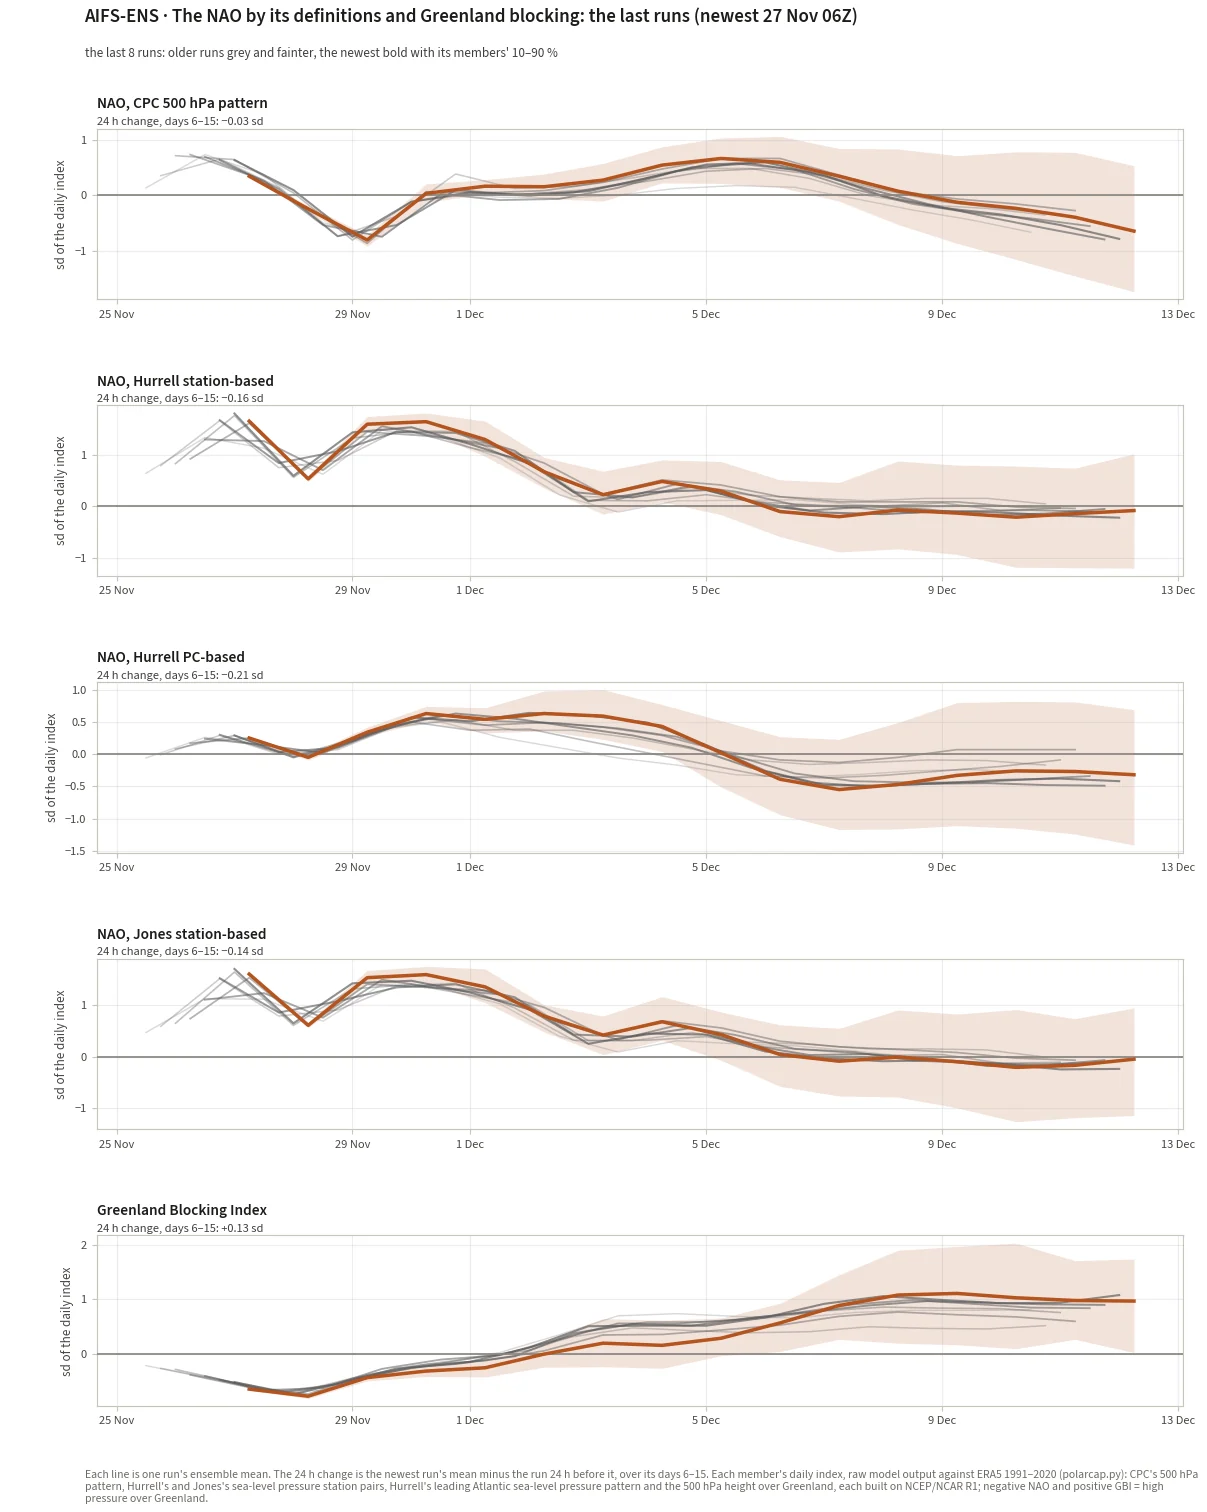 AIFS-ENS · The NAO by its definitions and Greenland blocking: the last runs (newest 27 Nov 06Z)
the last 8 runs: older runs grey and fainter, the newest bold with its members' 10–90 %
NAO, CPC 500 hPa pattern
24 h change, days 6–15: −0.03 sd
sd of the daily index
1
0
−1
25 Nov
29 Nov
1 Dec
5 Dec
9 Dec
13 Dec
NAO, Hurrell station-based
24 h change, days 6–15: −0.16 sd
sd of the daily index
1
0
−1
25 Nov
29 Nov
1 Dec
5 Dec
9 Dec
13 Dec
NAO, Hurrell PC-based
24 h change, days 6–15: −0.21 sd
sd of the daily index
1.0
0.5
0.0
−0.5
−1.0
−1.5
25 Nov
29 Nov
1 Dec
5 Dec
9 Dec
13 Dec
NAO, Jones station-based
24 h change, days 6–15: −0.14 sd
sd of the daily index
1
0
−1
25 Nov
29 Nov
1 Dec
5 Dec
9 Dec
13 Dec
Greenland Blocking Index
24 h change, days 6–15: +0.13 sd
sd of the daily index
2
1
0
25 Nov
29 Nov
1 Dec
5 Dec
9 Dec
13 Dec
Each line is one run's ensemble mean. The 24 h change is the newest run's mean minus the run 24 h before it, over its days 6–15. Each member's daily index, raw model output against ERA5 1991–2020 (polarcap.py): CPC's 500 hPa
pattern, Hurrell's and Jones's sea-level pressure station pairs, Hurrell's leading Atlantic sea-level pressure pattern and the 500 hPa height over Greenland, each built on NCEP/NCAR R1; negative NAO and positive GBI = high
pressure over Greenland.